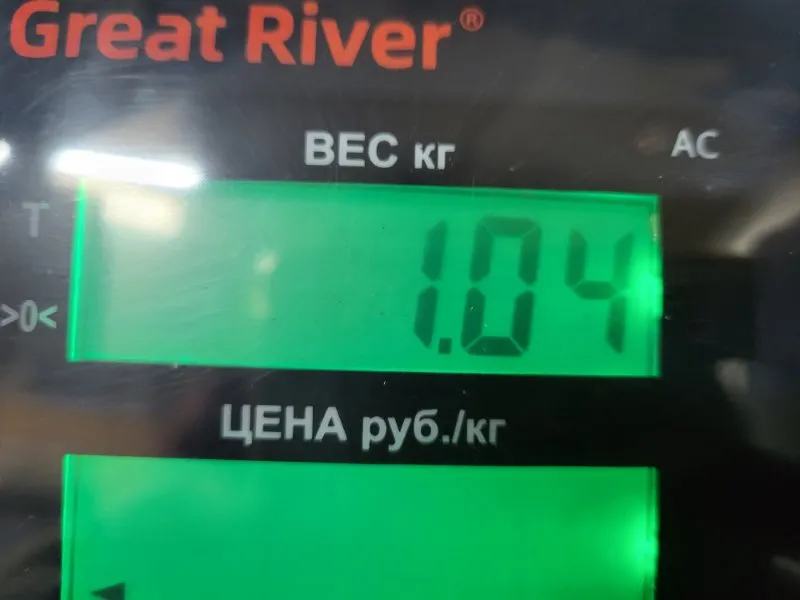 Great River®
ВЕС кг
AC
T
1.04
>0<
ЦЕНА руб./кг